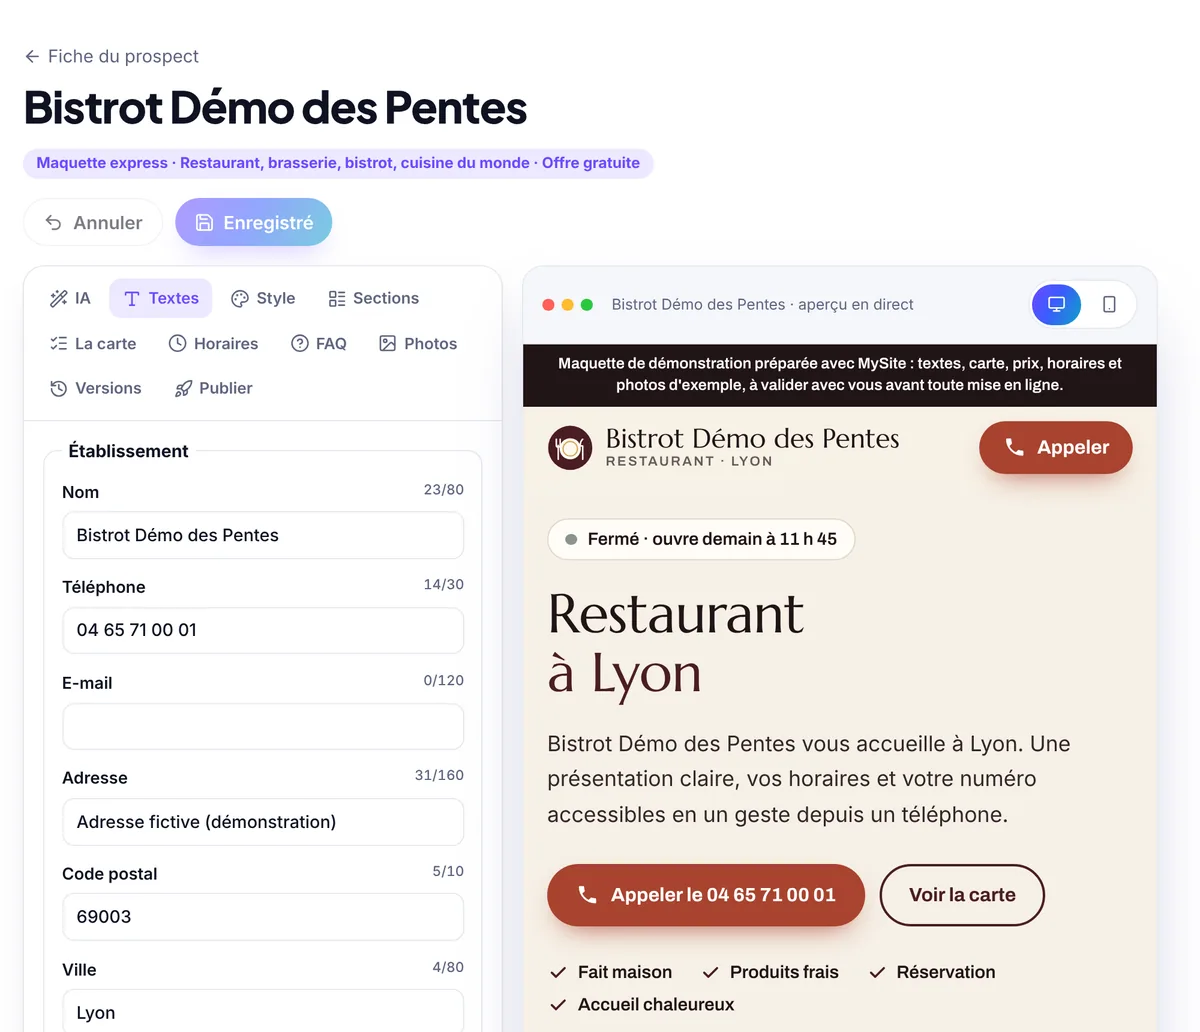 Fiche du prospect
Bistrot Démo des Pentes
Maquette express · Restaurant, brasserie, bistrot, cuisine du monde · Offre gratuite
Annuler
Enregistré
IA
Textes
Style
Sections
La carte
Horaires
FAQ
Photos
Versions
Publier
Établissement
Nom
23/80
Bistrot Démo des Pentes
Téléphone
14/30
04 65 71 00 01
E-mail
0/120
Adresse
31/160
Adresse fictive (démonstration)
Code postal
5/10
69003
Ville
4/80
Lyon
Bistrot Démo des Pentes · aperçu en direct
Maquette de démonstration préparée avec MySite : textes, carte, prix, horaires et
photos d'exemple, à valider avec vous avant toute mise en ligne.
Bistrot Démo des Pentes
RESTAURANT · LYON
Appeler
Fermé · ouvre demain à 11 h 45
Restaurant
à Lyon
Bistrot Démo des Pentes vous accueille à Lyon. Une
présentation claire, vos horaires et votre numéro
accessibles en un geste depuis un téléphone.
Appeler le 04 65 71 00 01
Voir la carte
Fait maison
Produits frais
Réservation
Accueil chaleureux